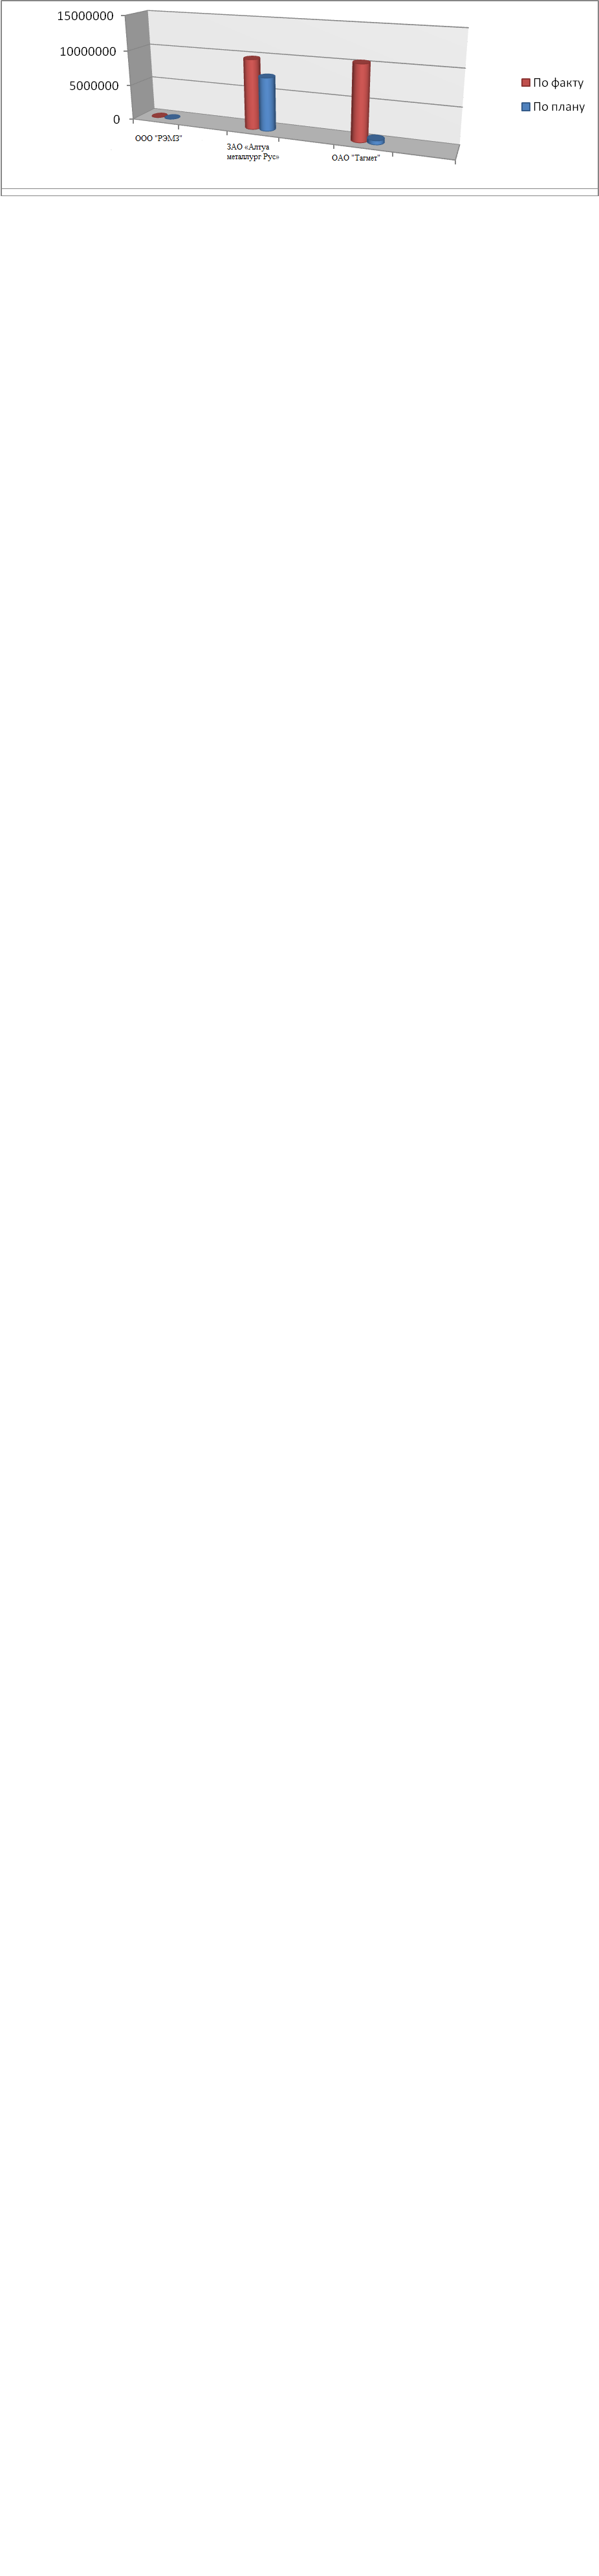 15000000
10000000
5000000
0
ООО "РЭМЗ"
ЗАО «Алтуа
металлург Рус»
ОАО "Тагмет"
По факту
По плану